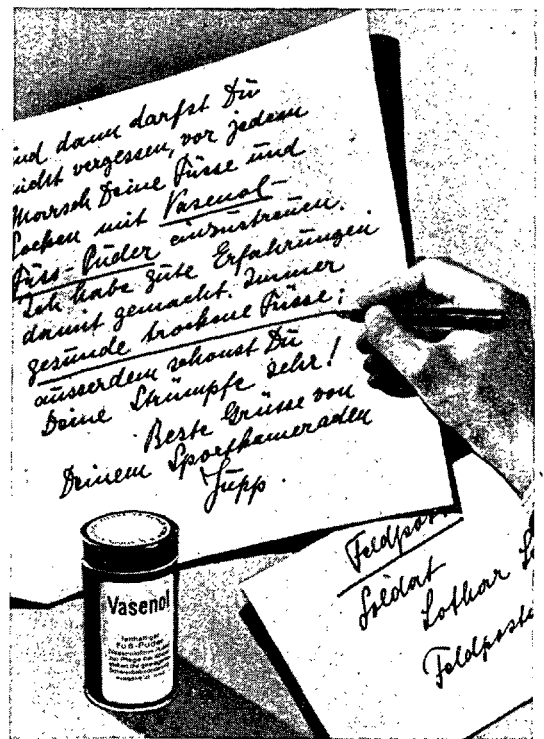 und dann darfst Du
nicht vergessen, vor jedem
Marsch Deine Füsse und
Socken mit Vasenol-
Fuss-Puder einzustreuen.
Ich habe gute Erfahrungen
damit gemacht. Immer
gesunde trockene Füsse;
ausserdem schonst Du
Deine Strümpfe sehr!
Beste Grüsse von
Deinem Sportkameraden
Jupp.
Feldpost
Soldat
Lothar
Feldpost
Vasenol
Fuß-Puder